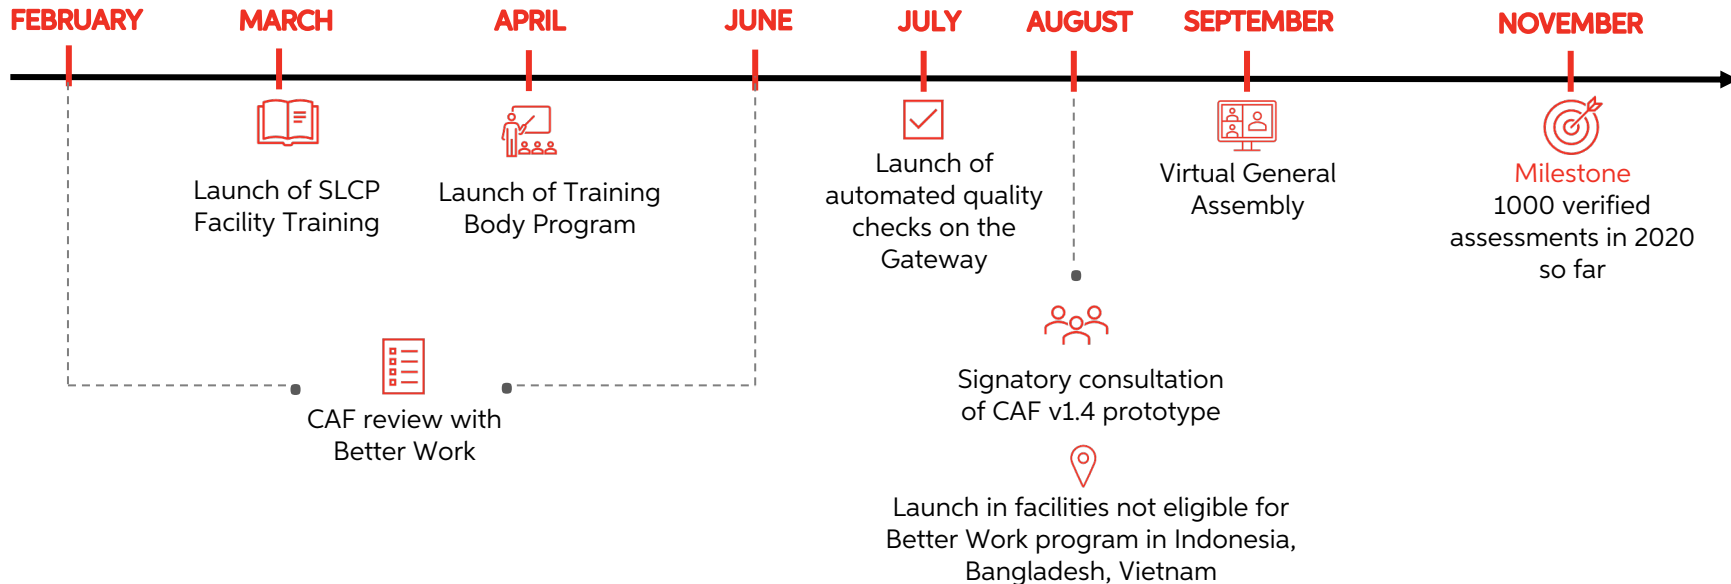 FEBRUARY
MARCH
APRIL
JUNE
JULY
AUGUST
SEPTEMBER
NOVEMBER
Launch of SLCP
Facility Training
Launch of Training
Body Program
Launch of
automated quality
checks on the
Gateway
Virtual General
Assembly
Milestone
1000 verified
assessments in 2020
so far
CAF review with
Better Work
Signatory consultation
of CAF v1.4 prototype
Launch in facilities not eligible for
Better Work program in Indonesia,
Bangladesh, Vietnam